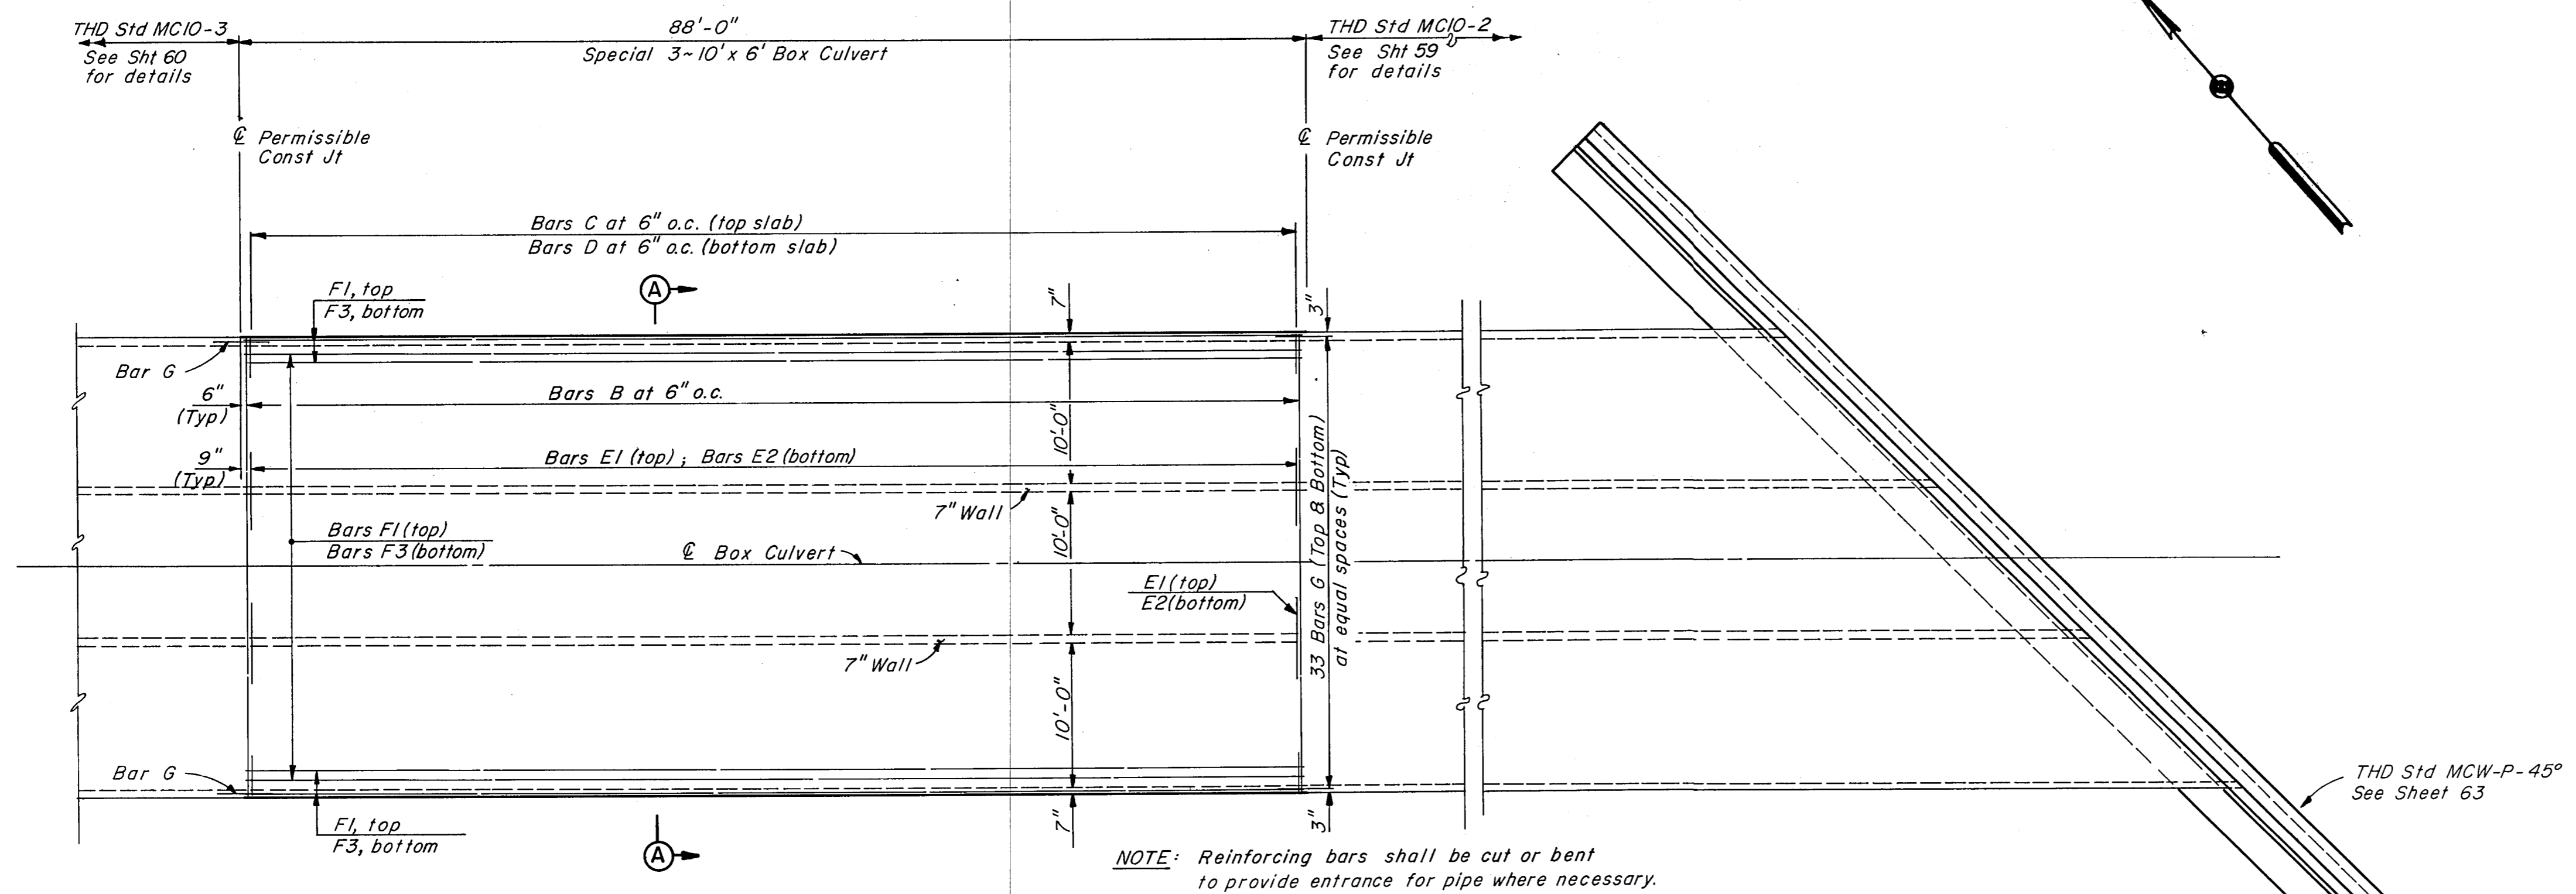 THD Std MC10-3
See Sht 60
for details
88'-0"
Special 3~10' x 6' Box Culvert
THD Std MC10-2
See Sht 59
for details
℄ Permissible
Const Jt
℄ Permissible
Const Jt
Bars C at 6" o.c. (top slab)
Bars D at 6" o.c. (bottom slab)
A
F1, top
F3, bottom
7"
3"
Bar G
6"
(Typ)
Bars B at 6" o.c.
10'-0"
9"
(Typ)
Bars E1 (top) ; Bars E2 (bottom)
7" Wall
Bars F1 (top)
Bars F3 (bottom)
℄ Box Culvert
10'-0"
E1 (top)
E2 (bottom)
33 Bars G (Top & Bottom)
at equal spaces (Typ)
7" Wall
10'-0"
Bar G
THD Std MCW-P-45°
See Sheet 63
F1, top
F3, bottom
A
7"
3"
NOTE: Reinforcing bars shall be cut or bent
to provide entrance for pipe where necessary.